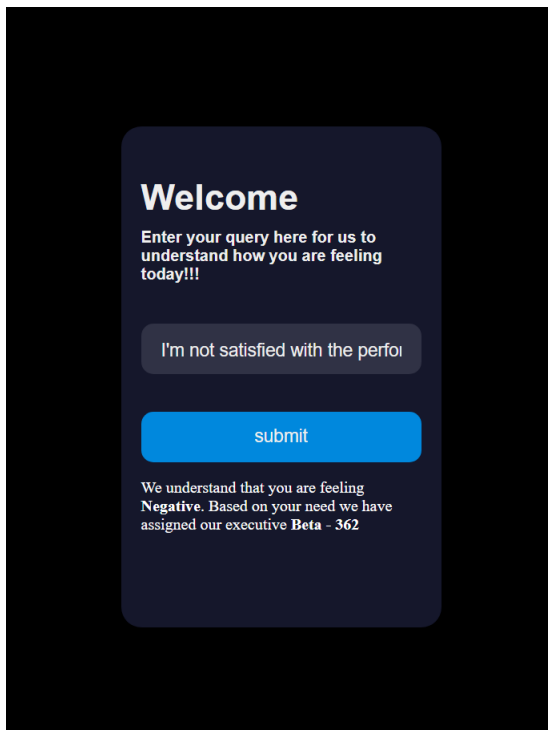 Welcome
Enter your query here for us to
understand how you are feeling
today!!!
I'm not satisfied with the
submit
We understand that you are feeling
Negative. Based on your need we have
assigned our executive Beta - 362